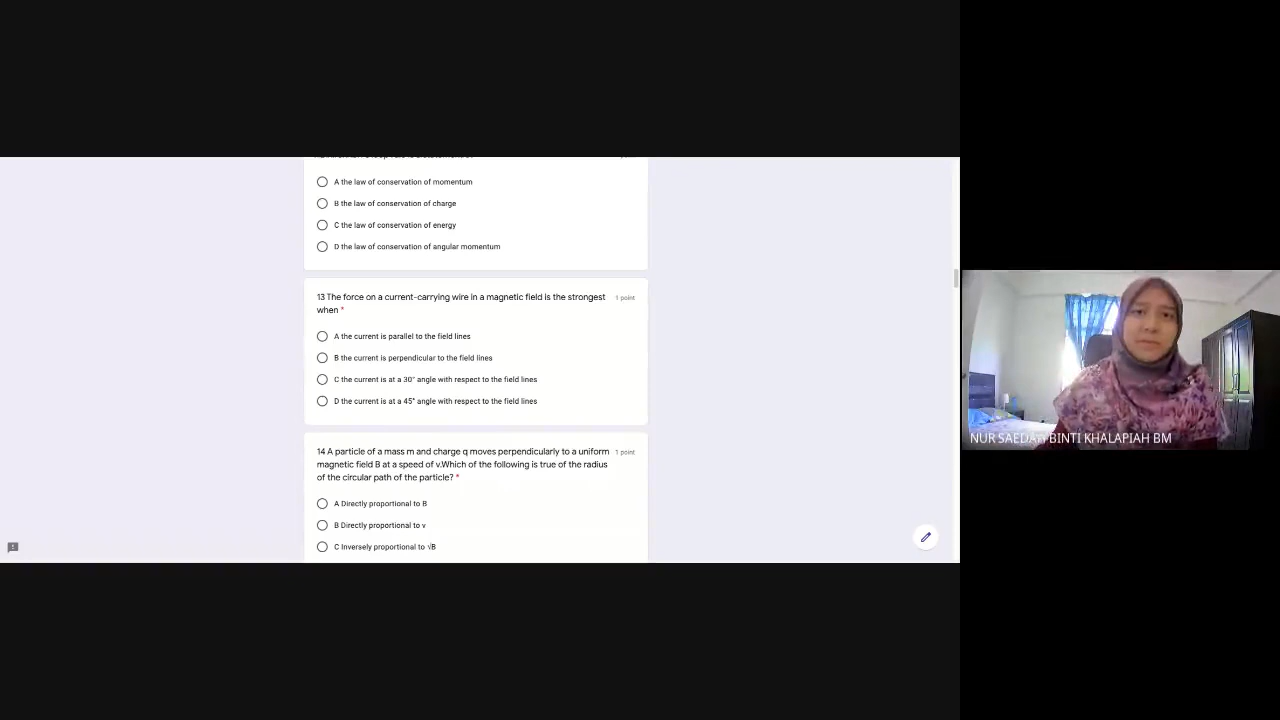 A the law of conservation of momentum
B the law of conservation of charge
C the law of conservation of energy
D the law of conservation of angular momentum
13 The force on a current-carrying wire in a magnetic field is the strongest 1 point
when *
A the current is parallel to the field lines
B the current is perpendicular to the field lines
C the current is at a 30° angle with respect to the field lines
D the current is at a 45° angle with respect to the field lines
14 A particle of a mass m and charge q moves perpendicularly to a uniform 1 point
magnetic field B at a speed of v.Which of the following is true of the radius
of the circular path of the particle? *
A Directly proportional to B
B Directly proportional to v
C Inversely proportional to √B
NUR SAEDAH BINTI KHALAPIAH BM